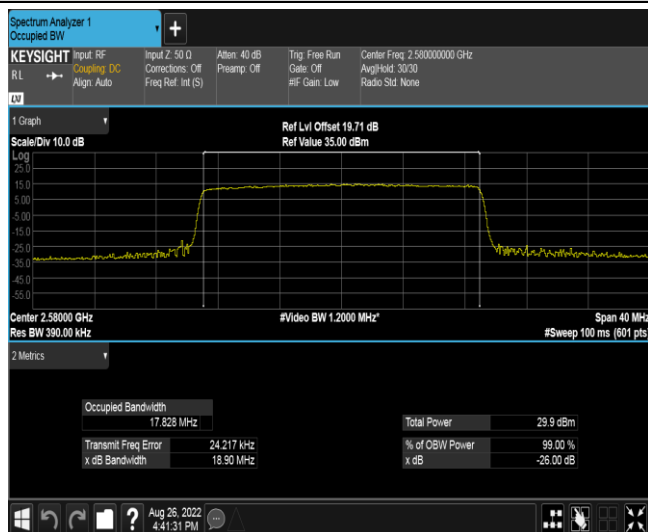 Spectrum Analyzer 1
Occupied BW
KEYSIGHT Input: RF Input Z: 50 Ω Atten: 40 dB Trig: Free Run Center Freq: 2.580000000 GHz
Coupling: DC Corrections: Off Preamp: Off Gate: Off Avg|Hold: 30/30
RL Align: Auto Freq Ref: Int (S) #IF Gain: Low Radio Std: None
LXI
1 Graph Ref Lvl Offset 19.71 dB
Scale/Div 10.0 dB Ref Value 35.00 dBm
Log
25.0
15.0
5.00
-5.00
-15.0
-25.0
-35.0
-45.0
-55.0
Center 2.58000 GHz #Video BW 1.2000 MHz* Span 40 MHz
Res BW 390.00 kHz #Sweep 100 ms (601 pts)
2 Metrics
Occupied Bandwidth
17.828 MHz Total Power 29.9 dBm
Transmit Freq Error 24.217 kHz % of OBW Power 99.00 %
x dB Bandwidth 18.90 MHz x dB -26.00 dB
Aug 26, 2022
4:41:31 PM